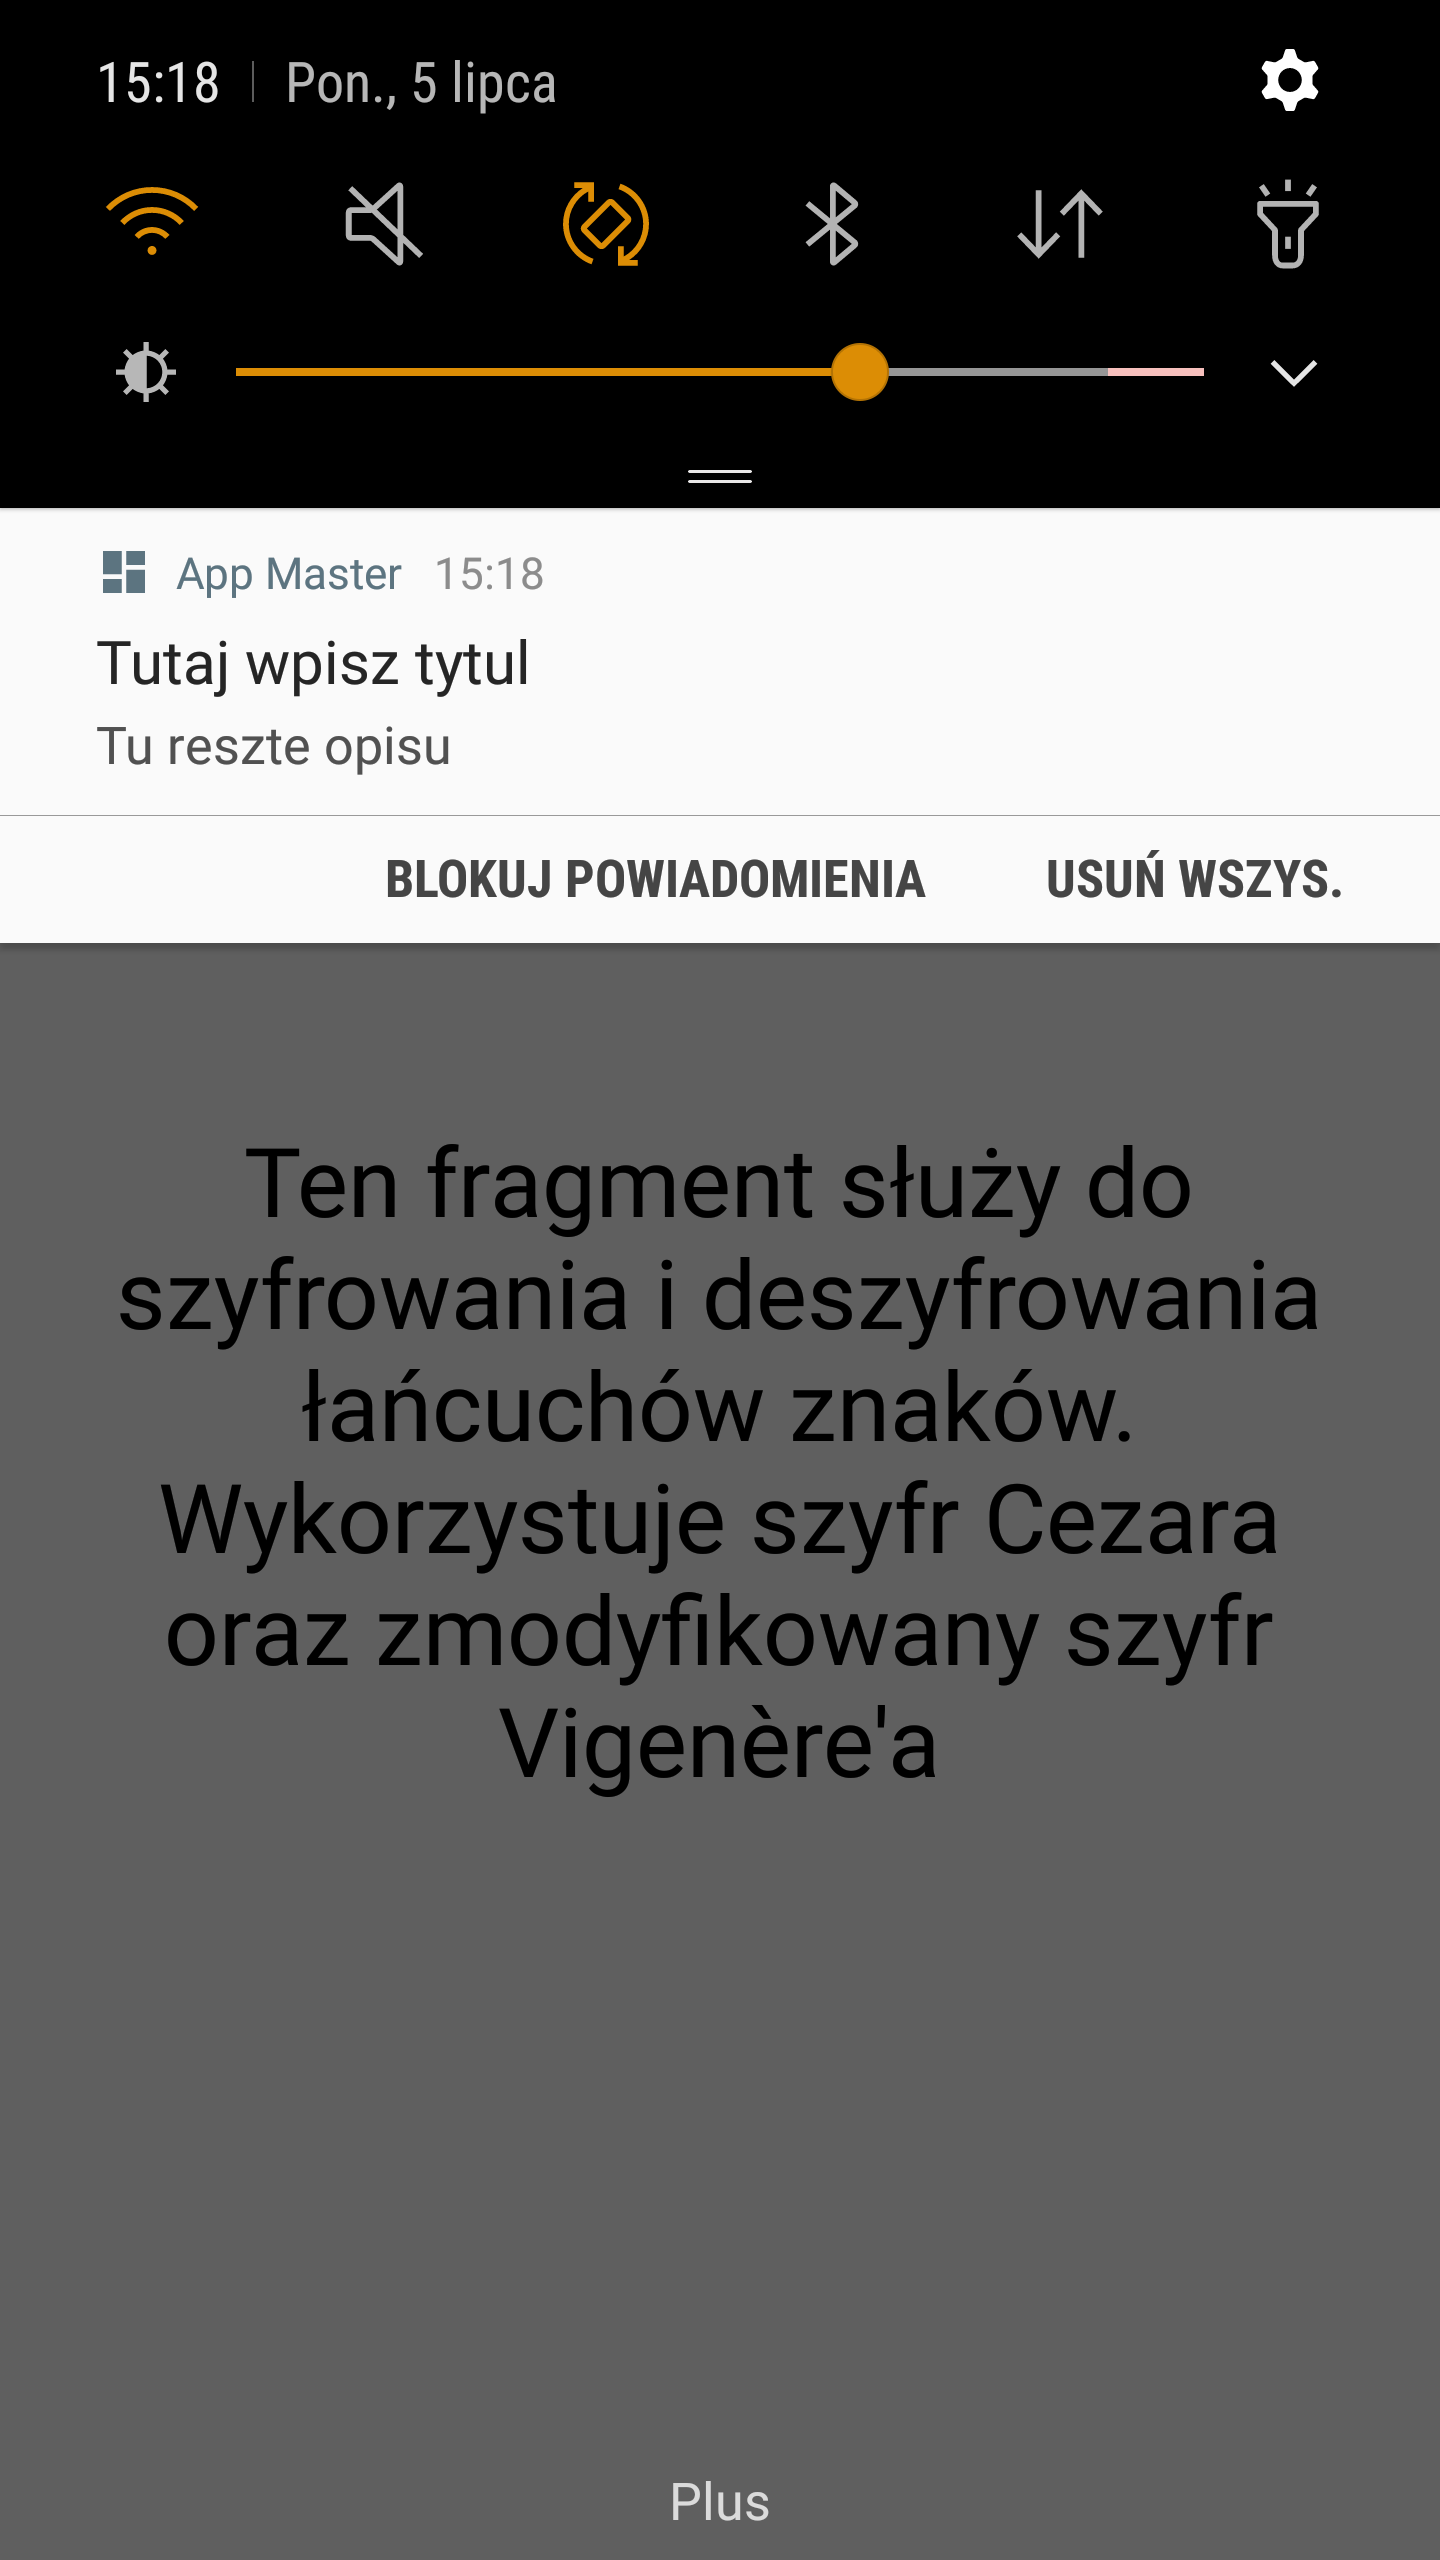 15:18 | Pon., 5 lipca
App Master 15:18
Tutaj wpisz tytul
Tu reszte opisu
BLOKUJ POWIADOMIENIA USUŃ WSZYS.
Ten fragment służy do
szyfrowania i deszyfrowania
łańcuchów znaków.
Wykorzystuje szyfr Cezara
oraz zmodyfikowany szyfr
Vigenère'a
Plus